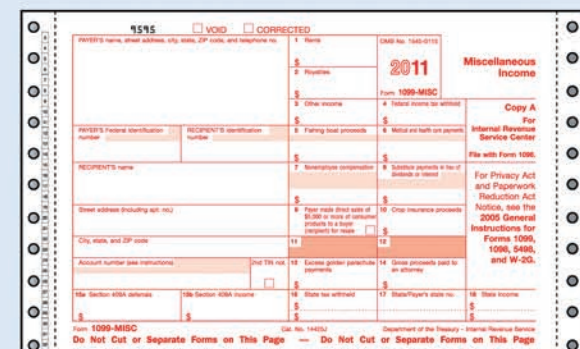 9595 VOID CORRECTED
PAYER'S name, street address, city, state, ZIP code, and telephone no.
1 Rents
$
2 Royalties
$
OMB No. 1545-0115
2011
Form 1099-MISC
Miscellaneous
Income
3 Other income
$
4 Federal income tax withheld
$
Copy A
For
Internal Revenue
Service Center
File with Form 1096.
PAYER'S Federal identification
number
RECIPIENT'S identification
number
5 Fishing boat proceeds
$
6 Medical and health care payments
$
RECIPIENT'S name
7 Nonemployee compensation
$
8 Substitute payments in lieu of
dividends or interest
$
For Privacy Act
and Paperwork
Reduction Act
Notice, see the
2005 General
Instructions for
Forms 1099,
1098, 5498,
and W-2G.
Street address (including apt. no.)
9 Payer made direct sales of
$5,000 or more of consumer
products to a buyer
(recipient) for resale
10 Crop insurance proceeds
$
City, state, and ZIP code
11
12
Account number (see instructions)
2nd TIN not.
13 Excess golden parachute
payments
$
14 Gross proceeds paid to
an attorney
$
15a Section 409A deferrals
$
15b Section 409A income
$
16 State tax withheld
$
$
17 State/Payer's state no.
18 State income
$
$
Form 1099-MISC
Cat. No. 14425J
Department of the Treasury - Internal Revenue Service
Do Not Cut or Separate Forms on This Page — Do Not Cut or Separate Forms on This Page